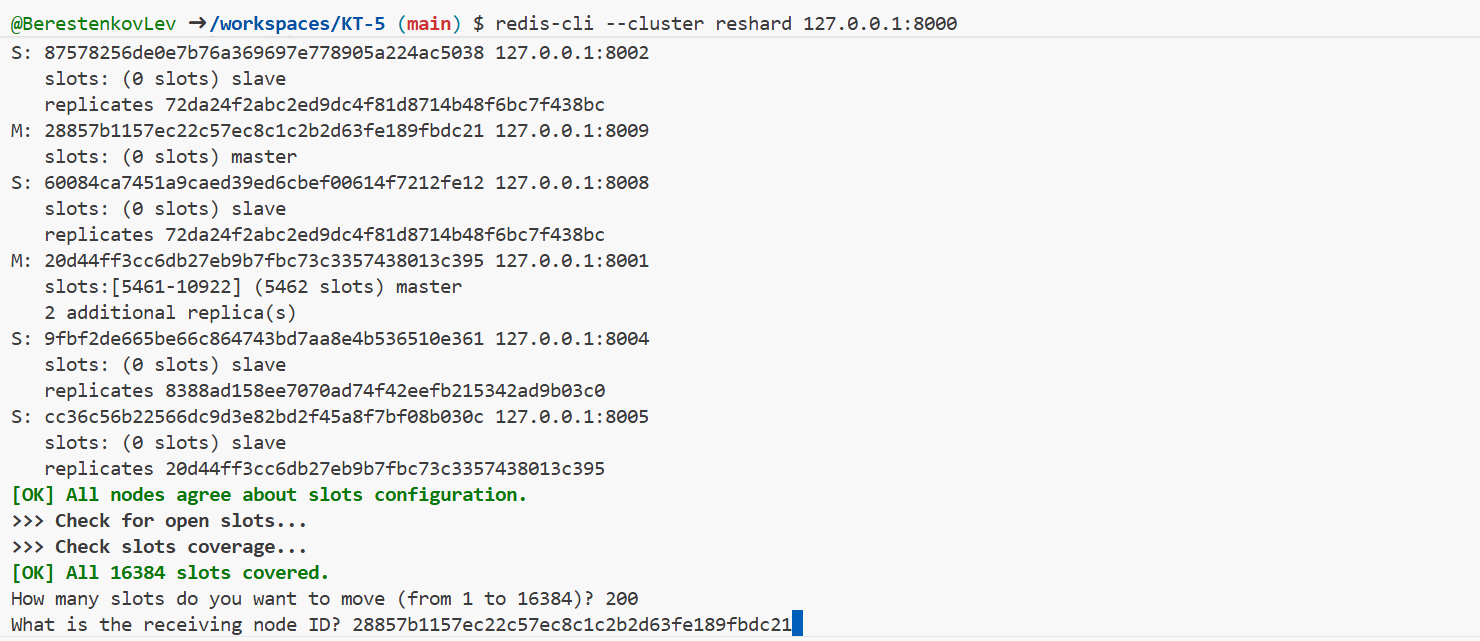 @BerestenkovLev ➜/workspaces/KT-5 (main) $ redis-cli --cluster reshard 127.0.0.1:8000
S: 87578256de0e7b76a369697e778905a224ac5038 127.0.0.1:8002
   slots: (0 slots) slave
   replicates 72da24f2abc2ed9dc4f81d8714b48f6bc7f438bc
M: 28857b1157ec22c57ec8c1c2b2d63fe189fbdc21 127.0.0.1:8009
   slots: (0 slots) master
S: 60084ca7451a9caed39ed6cbef00614f7212fe12 127.0.0.1:8008
   slots: (0 slots) slave
   replicates 72da24f2abc2ed9dc4f81d8714b48f6bc7f438bc
M: 20d44ff3cc6db27eb9b7fbc73c3357438013c395 127.0.0.1:8001
   slots:[5461-10922] (5462 slots) master
   2 additional replica(s)
S: 9fbf2de665be66c864743bd7aa8e4b536510e361 127.0.0.1:8004
   slots: (0 slots) slave
   replicates 8388ad158ee7070ad74f42eefb215342ad9b03c0
S: cc36c56b22566dc9d3e82bd2f45a8f7bf08b030c 127.0.0.1:8005
   slots: (0 slots) slave
   replicates 20d44ff3cc6db27eb9b7fbc73c3357438013c395
[OK] All nodes agree about slots configuration.
>>> Check for open slots...
>>> Check slots coverage...
[OK] All 16384 slots covered.
How many slots do you want to move (from 1 to 16384)? 200
What is the receiving node ID? 28857b1157ec22c57ec8c1c2b2d63fe189fbdc21